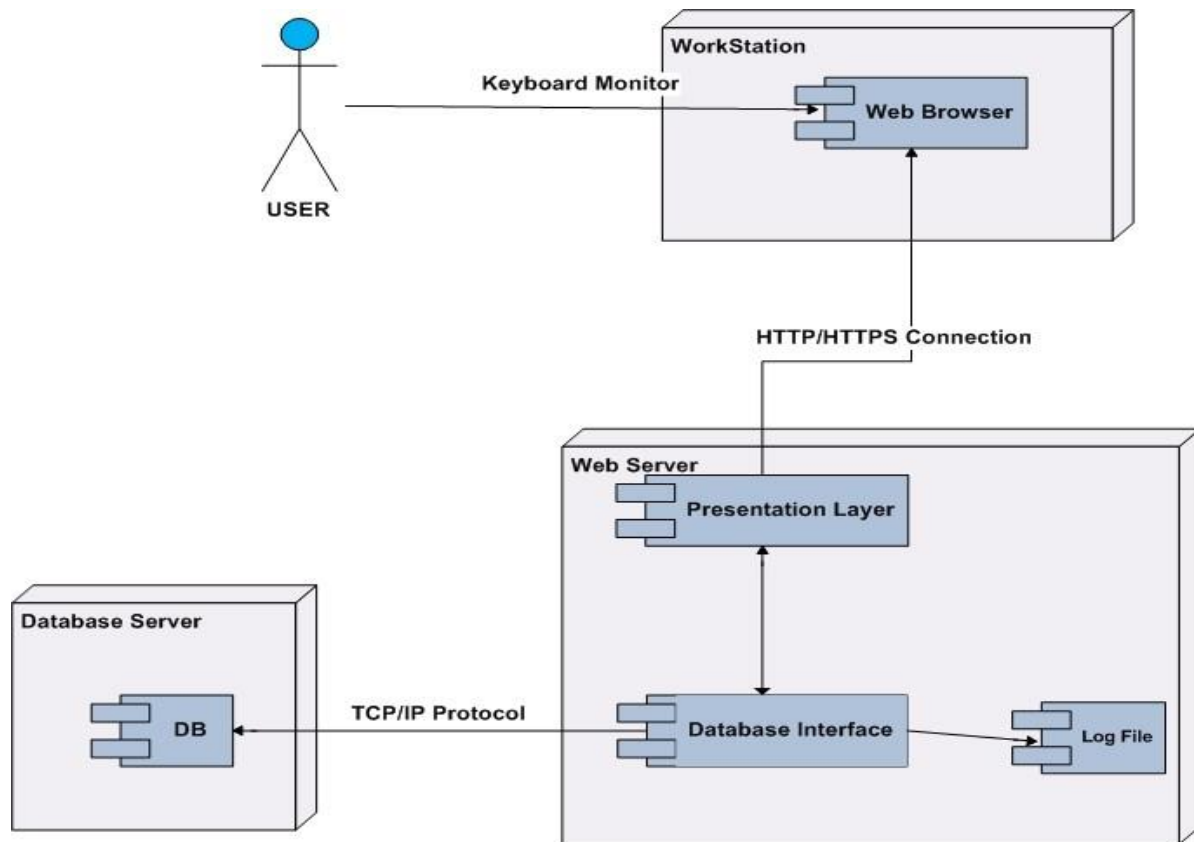 WorkStation
Keyboard Monitor
Web Browser
USER
HTTP/HTTPS Connection
Web Server
Presentation Layer
Database Server
TCP/IP Protocol
DB
Database Interface
Log File